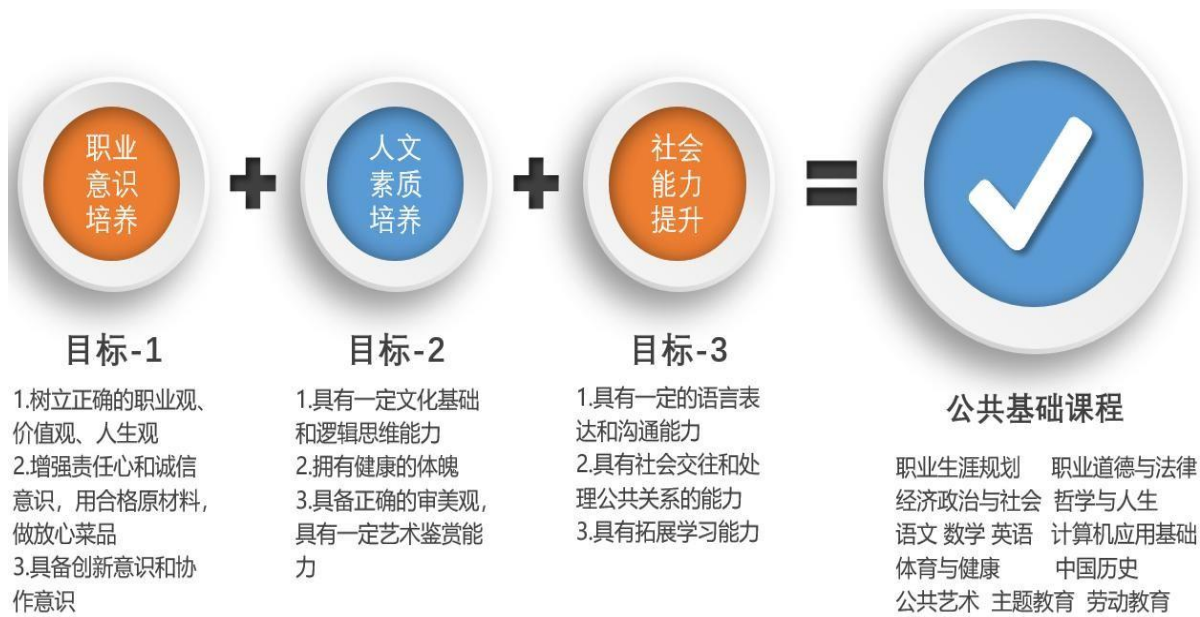 职业
意识
培养
人文
素质
培养
社会
能力
提升
目标-1
1.树立正确的职业观、
价值观、人生观
2.增强责任心和诚信
意识，用合格原材料，
做放心菜品
3.具备创新意识和协
作意识
目标-2
1.具有一定文化基础
和逻辑思维能力
2.拥有健康的体魄
3.具备正确的审美观，
具有一定艺术鉴赏能
力
目标-3
1.具有一定的语言表
达和沟通能力
2.具有社会交往和处
理公共关系的能力
3.具有拓展学习能力
公共基础课程
职业生涯规划 职业道德与法律
经济政治与社会 哲学与人生
语文 数学 英语 计算机应用基础
体育与健康 中国历史
公共艺术 主题教育 劳动教育